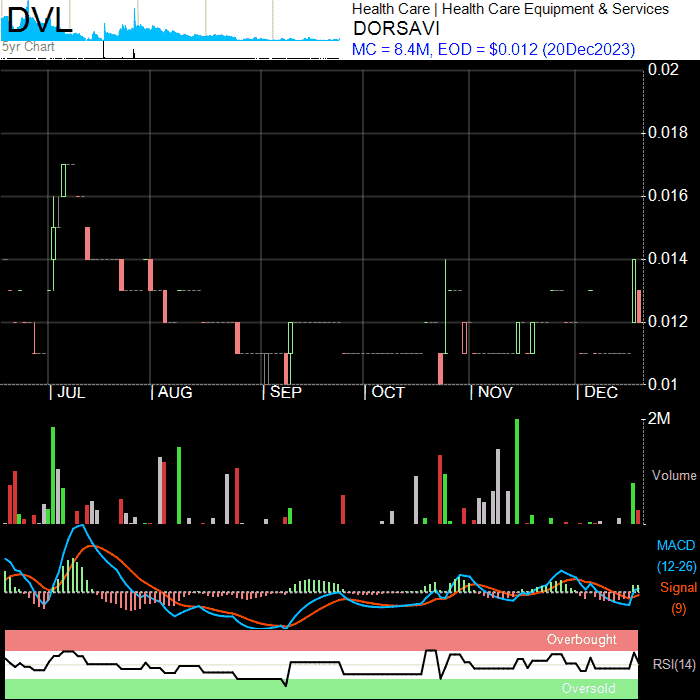 DVL
5yr Chart
Health Care | Health Care Equipment & Services
DORSAVI
MC = 8.4M, EOD = $0.012 (20Dec2023)
0.02
0.018
0.016
0.014
0.012
0.01
| JUL | AUG | SEP | OCT | NOV | DEC
2M
Volume
MACD
(12-26)
Signal
(9)
Overbought
RSI(14)
Oversold